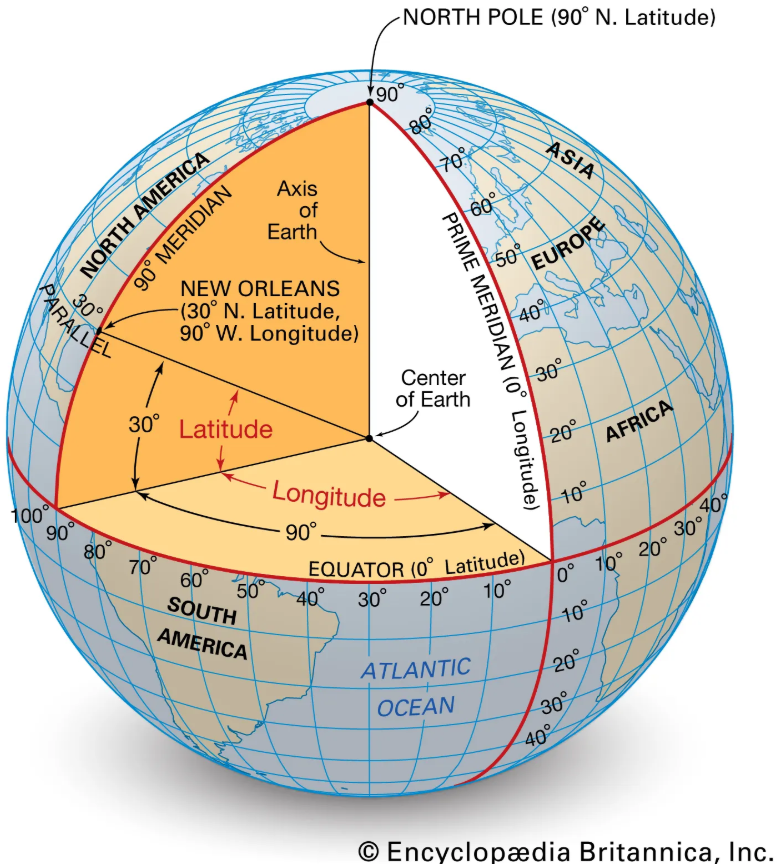 NORTH POLE (90° N. Latitude)
90°
80°
70°
60°
50°
40°
30°
20°
10°
ASIA
EUROPE
AFRICA
NORTH AMERICA
90° MERIDIAN
Axis
of
Earth
PRIME MERIDIAN (0° Longitude)
NEW ORLEANS
(30° N. Latitude,
90° W. Longitude)
30°
PARALLEL
Center
of Earth
30°
Latitude
Longitude
90°
EQUATOR (0° Latitude)
100°
90°
80°
70°
60°
50°
40°
30°
20°
10°
0°
10°
20°
30°
40°
10°
20°
30°
40°
SOUTH
AMERICA
ATLANTIC
OCEAN
© Encyclopædia Britannica, Inc.